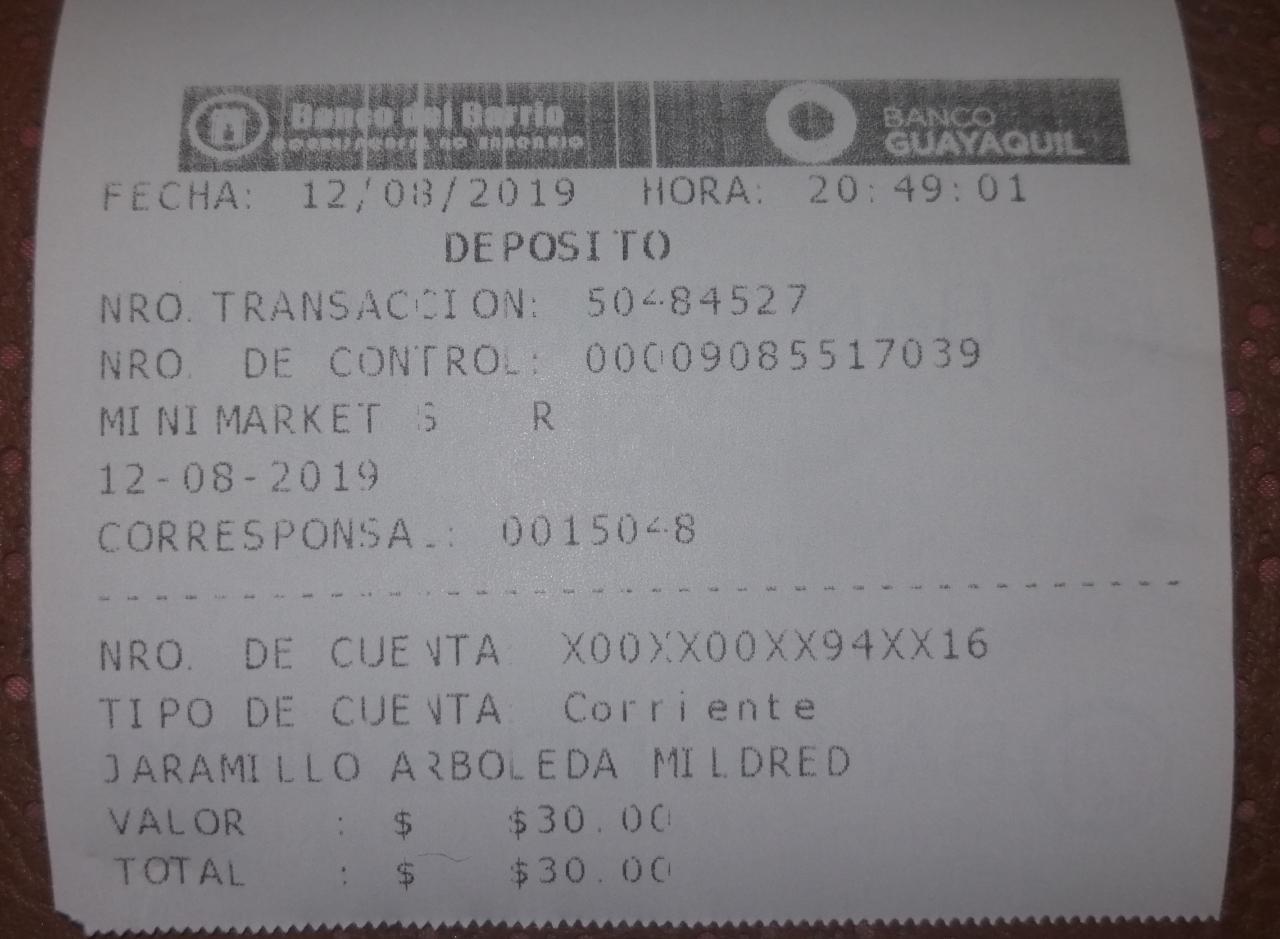 Banco del Barrio
BANCO GUAYAQUIL
FECHA: 12/08/2019 HORA: 20:49:01
DEPOSITO
NRO. TRANSACCION: 50484527
NRO. DE CONTROL: 00009085517039
MINIMARKET S R
12-08-2019
CORRESPONSAL: 0015048
NRO. DE CUENTA: X00XX00XX94XX16
TIPO DE CUENTA: Corriente
JARAMILLO ARBOLEDA MILDRED
VALOR : $ $30.00
TOTAL : $ $30.00